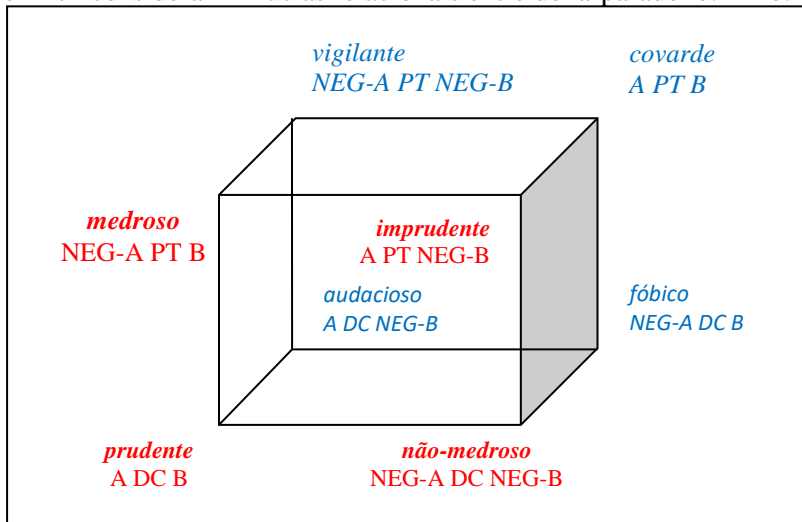 vigilante
NEG-A PT NEG-B
covarde
A PT B
medroso
NEG-A PT B
imprudente
A PT NEG-B
audacioso
A DC NEG-B
fóbico
NEG-A DC B
prudente
A DC B
não-medroso
NEG-A DC NEG-B